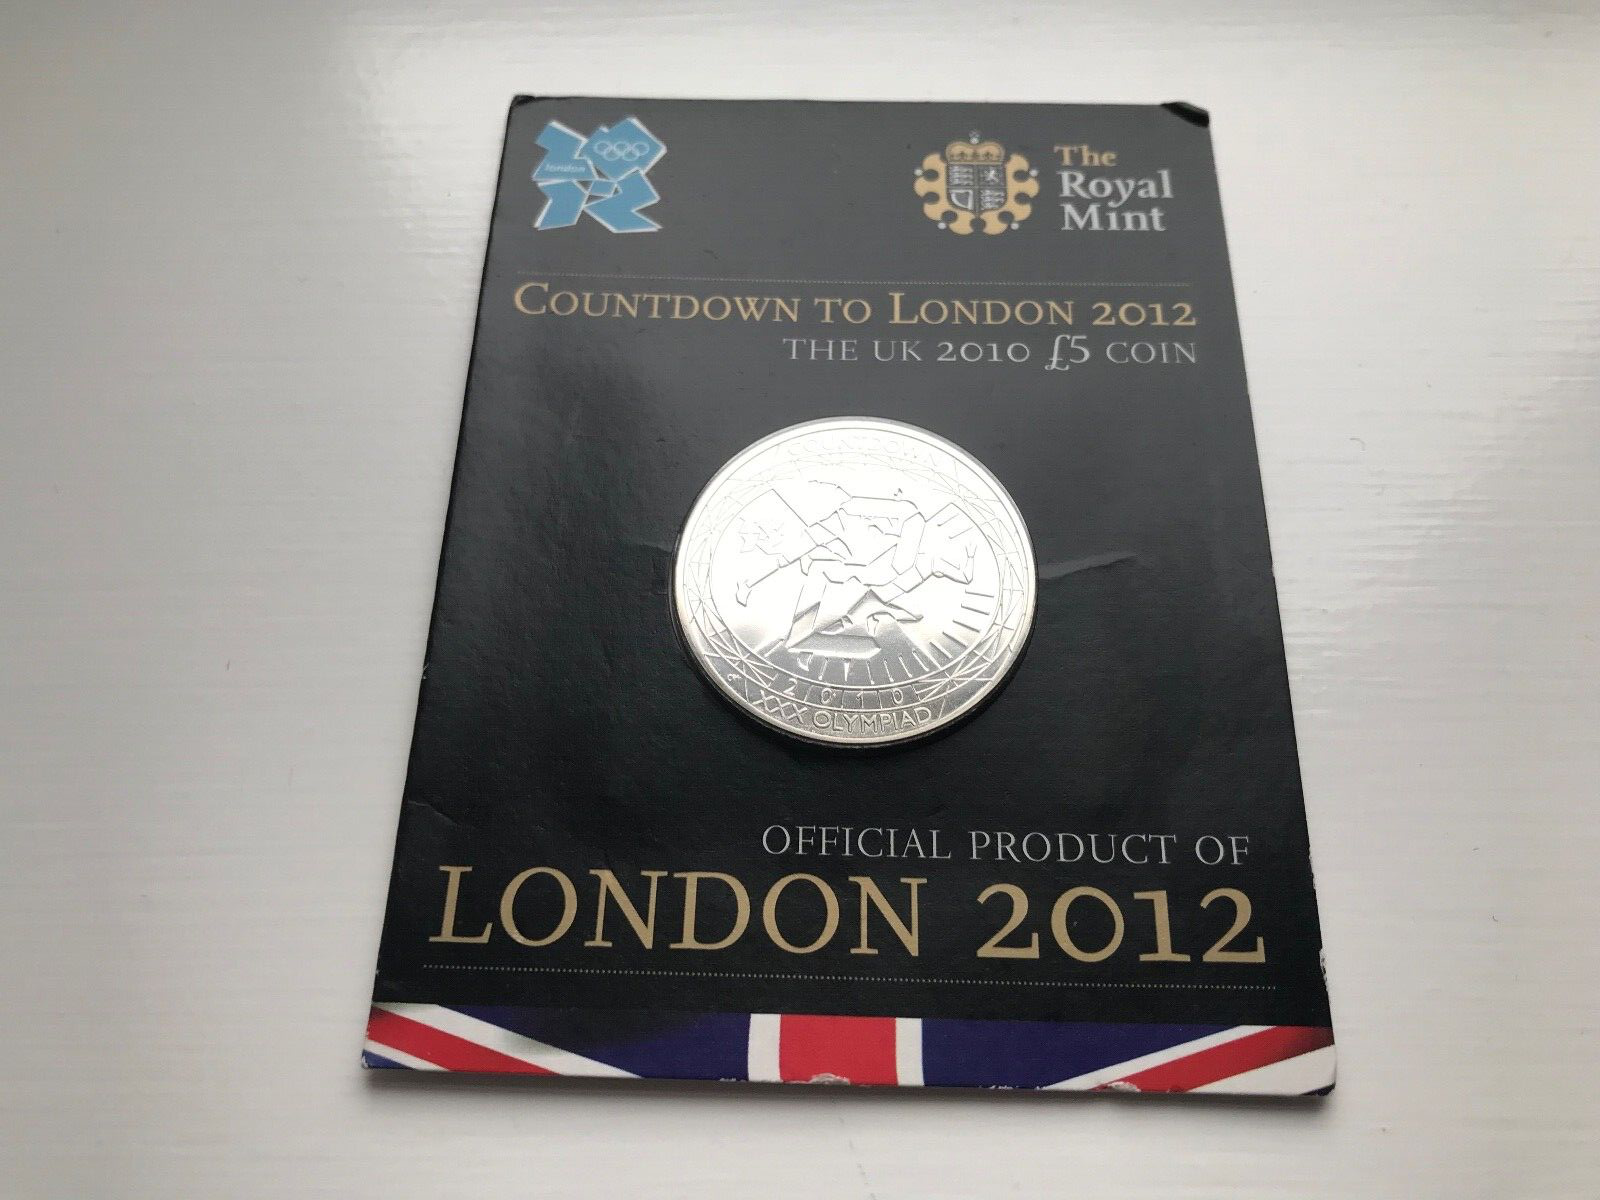 london
The
Royal
Mint
COUNTDOWN TO LONDON 2012
THE UK 2010 £5 COIN
COUNTDOWN
2010
XXX OLYMPIAD
OFFICIAL PRODUCT OF
LONDON 2012